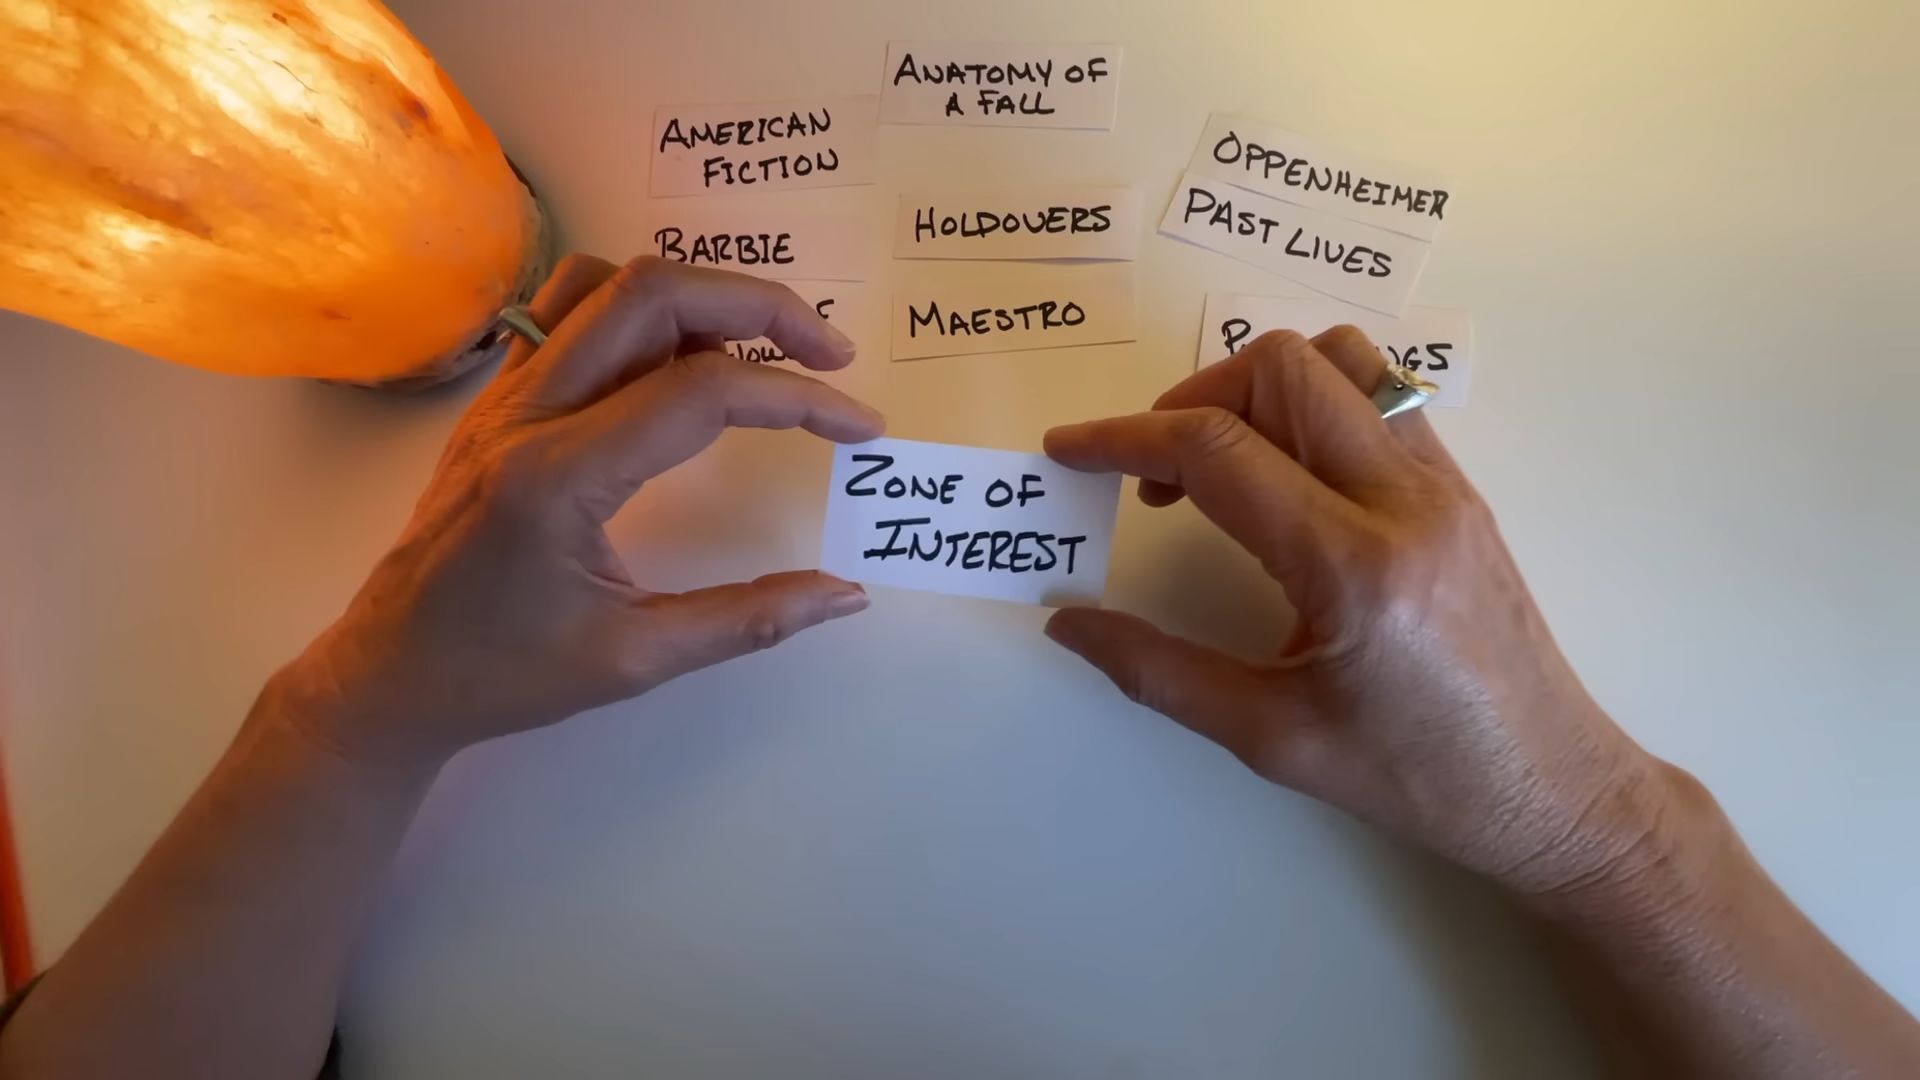 ANATOMY OF
A FALL
AMERICAN
FICTION
OPPENHEIMER
HOLDOVERS
PAST LIVES
BARBIE
MAESTRO
ZONE OF
INTEREST